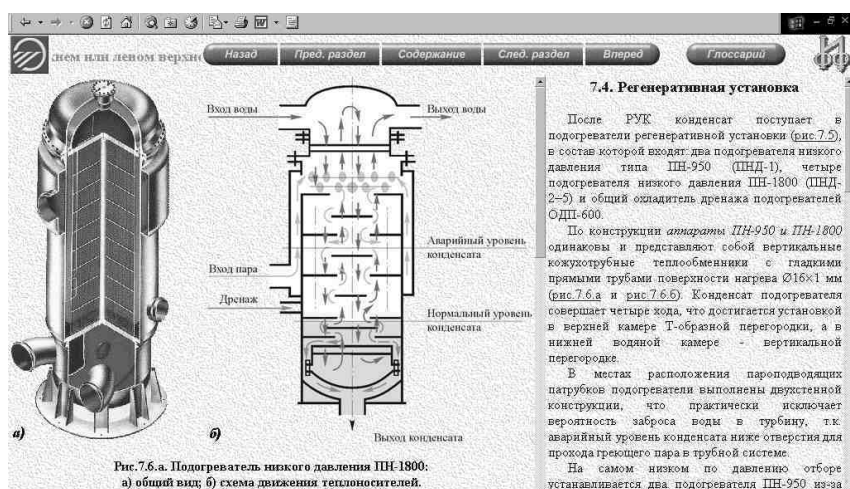 нем или левом верхн
Назад
Пред. раздел
Содержание
След. раздел
Вперед
Глоссарий
Вход воды
Выход воды
Аварийный уровень
конденсата
Вход пара
Дренаж
Нормальный уровень
конденсата
Выход конденсата
а)
б)
Рис.7.6.а. Подогреватель низкого давления ПН-1800:
а) общий вид; б) схема движения теплоносителей.
7.4. Регенеративная установка
После РУК конденсат поступает в
подогреватели регенеративной установки (рис.7.5),
в состав которой входят: два подогревателя низкого
давления типа ПН-950 (ПНД-1), четыре
подогревателя низкого давления ПН-1800 (ПНД-
2–5) и общий охладитель дренажа подогревателей
ОДП-600.
По конструкции аппараты ПН-950 и ПН-1800
одинаковы и представляют собой вертикальные
кожухотрубные теплообменники с гладкими
прямыми трубами поверхности нагрева Ø16×1 мм
(рис.7.6.а и рис.7.6.б). Конденсат подогревателя
совершает четыре хода, что достигается установкой
в верхней камере Т-образной перегородки, а в
нижней водяной камере - вертикальной
перегородке.
В местах расположения пароподводящих
патрубков подогреватели выполнены двухстенной
конструкции, что практически исключает
вероятность заброса воды в турбину, т.к.
аварийный уровень конденсата ниже отверстия для
прохода греющего пара в трубной системе.
На самом низком по давлению отборе
устанавливается два подогревателя ПН-950 из-за